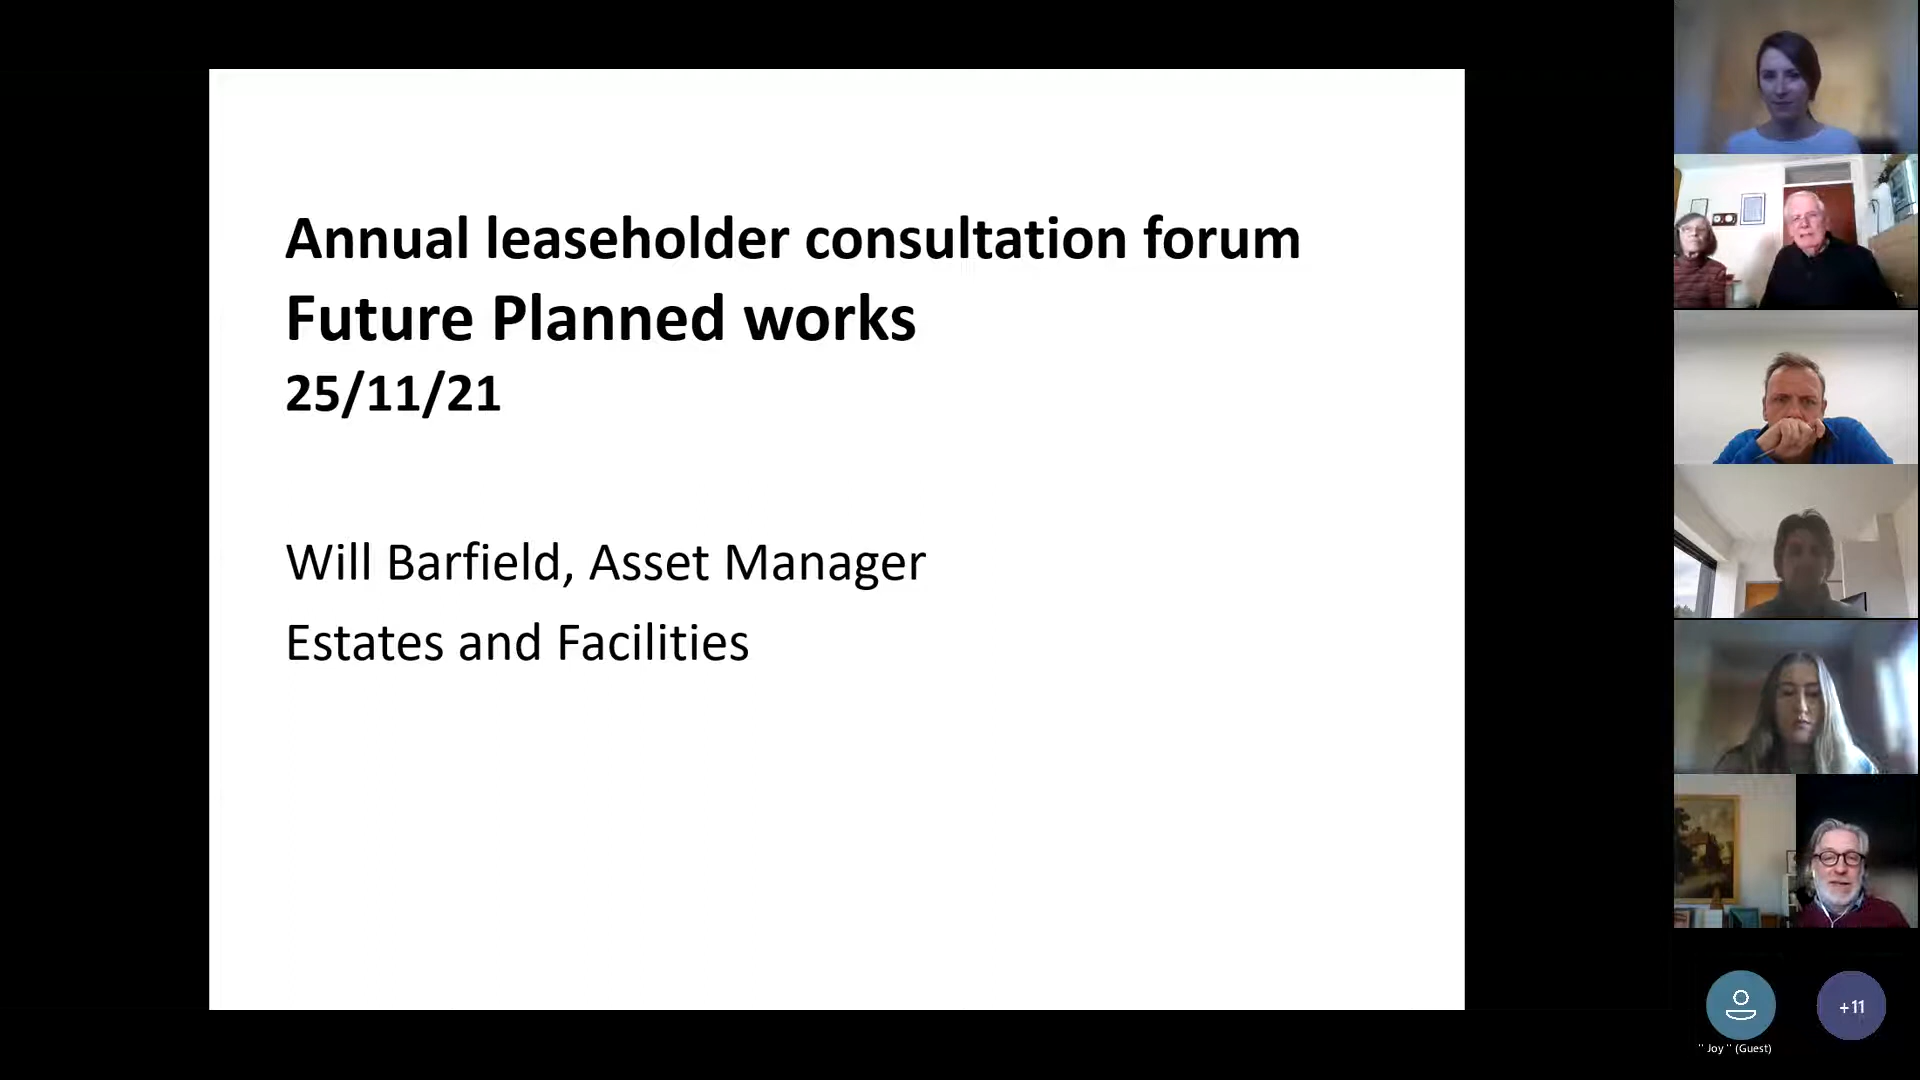 Annual leaseholder consultation forum
Future Planned works
25/11/21
Will Barfield, Asset Manager
Estates and Facilities
+11
" Joy " (Guest)